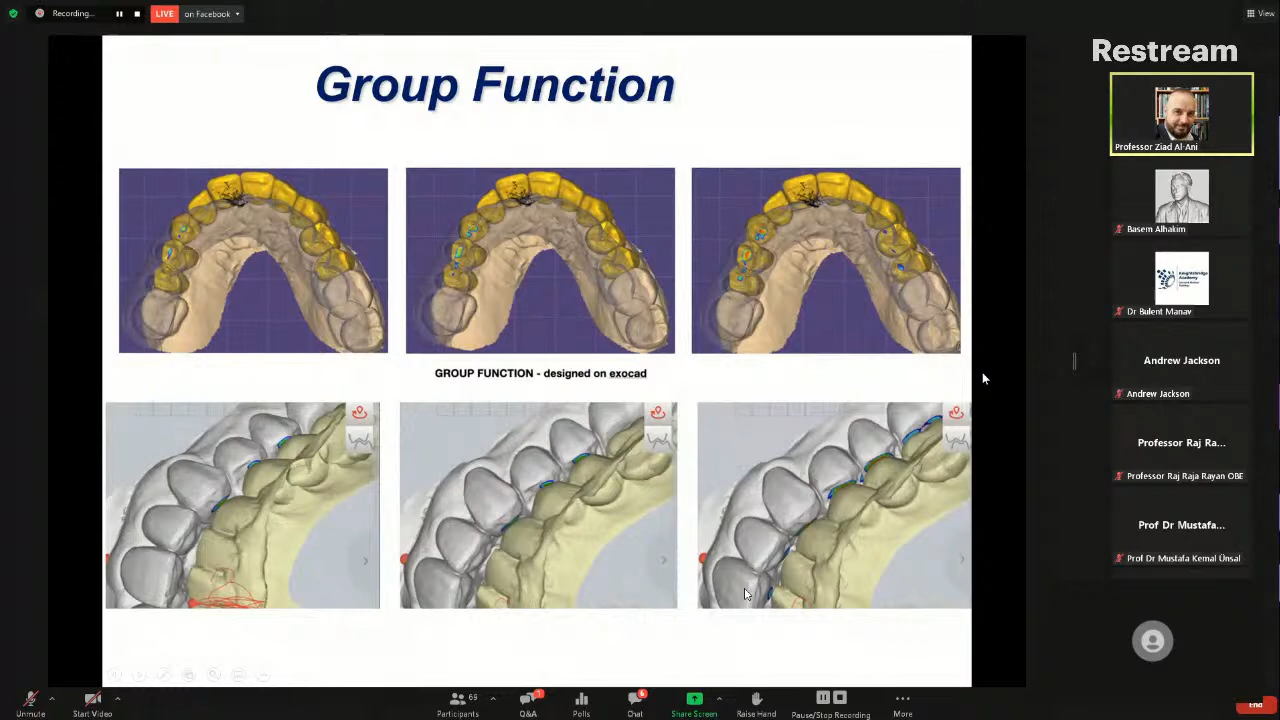 Recording...
LIVE
on Facebook
View
Restream
Group Function
Professor Ziad Al-Ani
Basem Alhakim
Knightsbridge
Academy
Dr Bulent Manav
GROUP FUNCTION - designed on exocad
Andrew Jackson
Andrew Jackson
Professor Raj Ra...
Professor Raj Raja Rayan OBE
Prof Dr Mustafa...
Prof Dr Mustafa Kemal Ünsal
Unmute
Start Video
Participants
Q&A
1
Polls
Chat
Share Screen
Raise Hand
Pause/Stop Recording
More
End